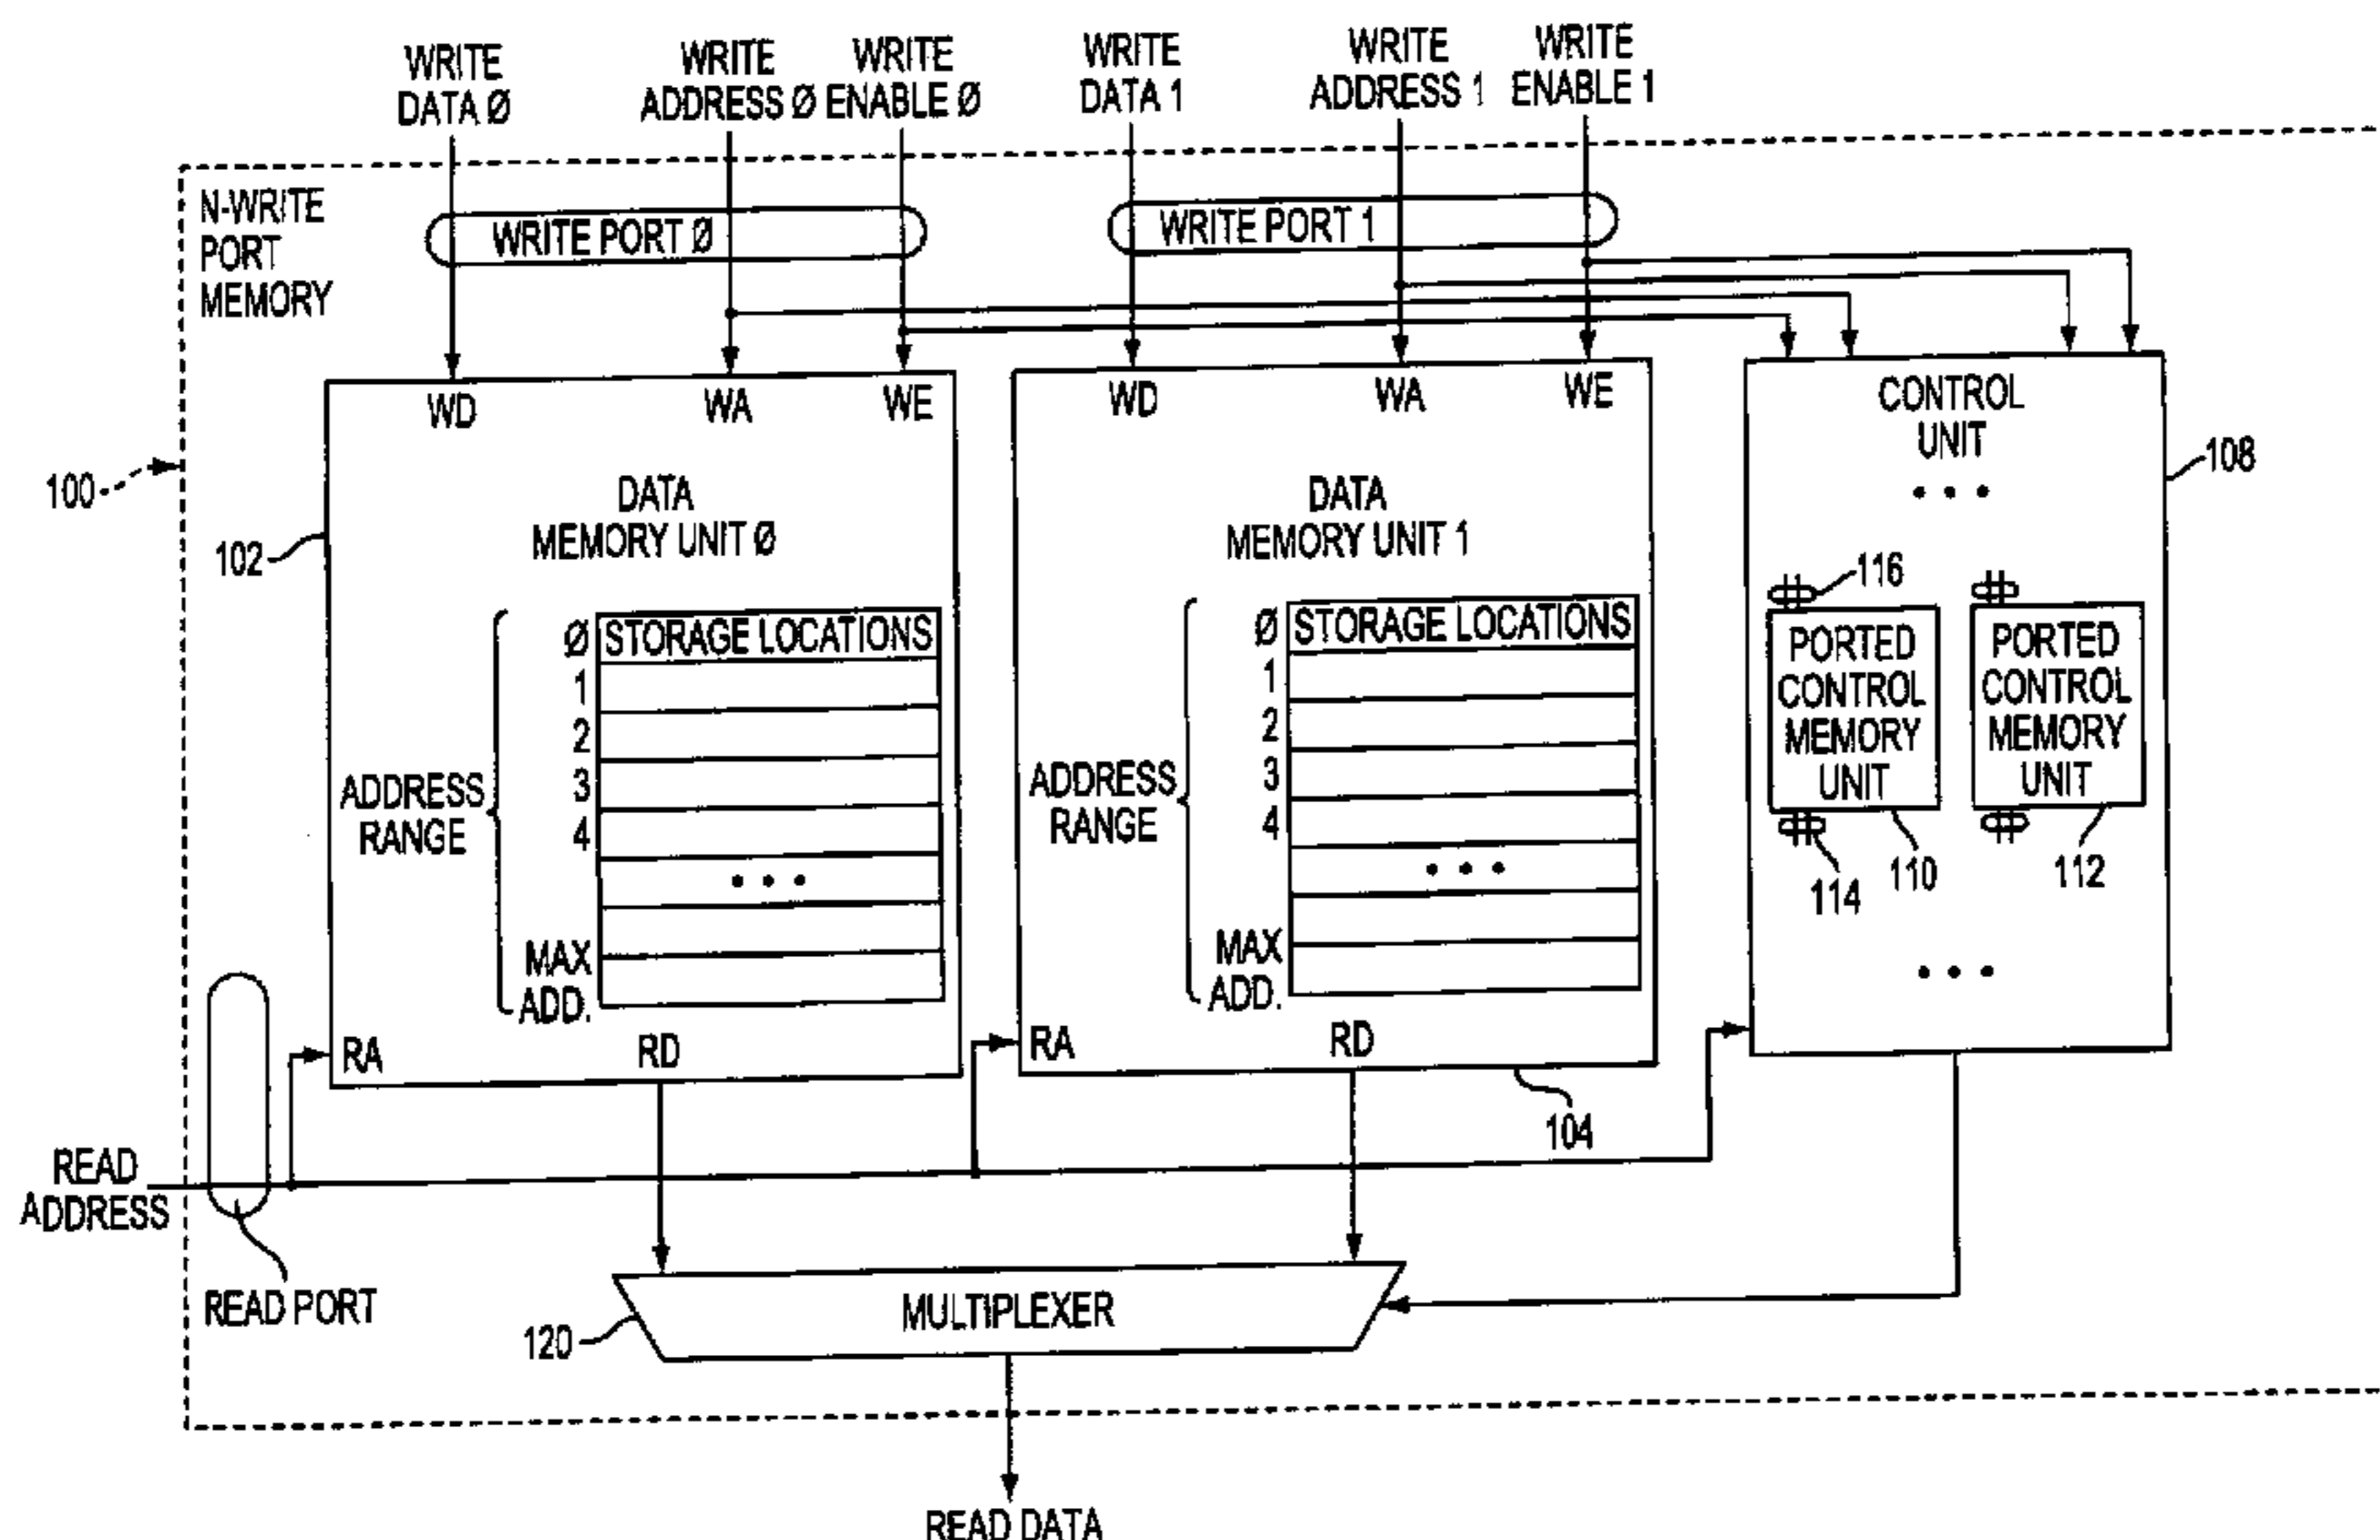 WRITE
DATA Ø
WRITE
ADDRESS Ø
WRITE
ENABLE Ø
WRITE
DATA 1
WRITE
ADDRESS 1
WRITE
ENABLE 1
N-WRITE
PORT
MEMORY
WRITE PORT Ø
WRITE PORT 1
100
102
WD
WA
WE
DATA
MEMORY UNIT Ø
ADDRESS
RANGE
Ø
1
2
3
4
MAX
ADD.
STORAGE LOCATIONS
• • •
RA
RD
WD
WA
WE
DATA
MEMORY UNIT 1
ADDRESS
RANGE
Ø
1
2
3
4
MAX
ADD.
STORAGE LOCATIONS
• • •
RA
RD
104
CONTROL
UNIT
• • •
108
116
PORTED
CONTROL
MEMORY
UNIT
PORTED
CONTROL
MEMORY
UNIT
114
110
112
• • •
READ
ADDRESS
READ PORT
120
MULTIPLEXER
READ DATA